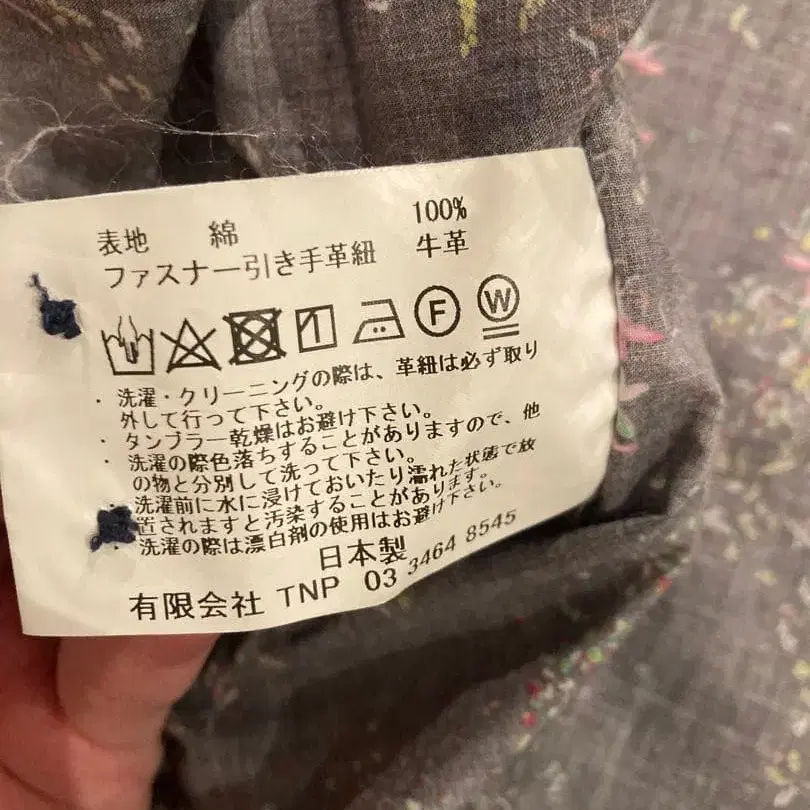 表地 綿 100%
ファスナー引き手革紐 牛革
F W
・洗濯・クリーニングの際は、革紐は必ず取り
外して行って下さい。
・タンブラー乾燥はお避け下さい。
・洗濯の際色落ちすることがありますので、他
の物と分別して洗って下さい。
洗濯前に水に浸けておいたり濡れた状態で放
置されますと汚染することがあります。
洗濯の際は漂白剤の使用はお避け下さい。
日本製
有限会社 TNP 03 3464 8545